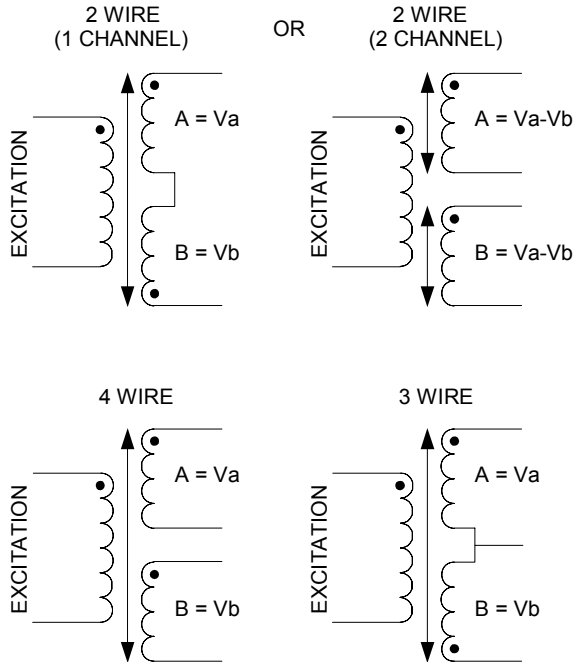 2 WIRE
(1 CHANNEL)
OR
2 WIRE
(2 CHANNEL)
EXCITATION
A = Va
B = Vb
EXCITATION
A = Va-Vb
B = Va-Vb
4 WIRE
EXCITATION
A = Va
B = Vb
3 WIRE
EXCITATION
A = Va
B = Vb